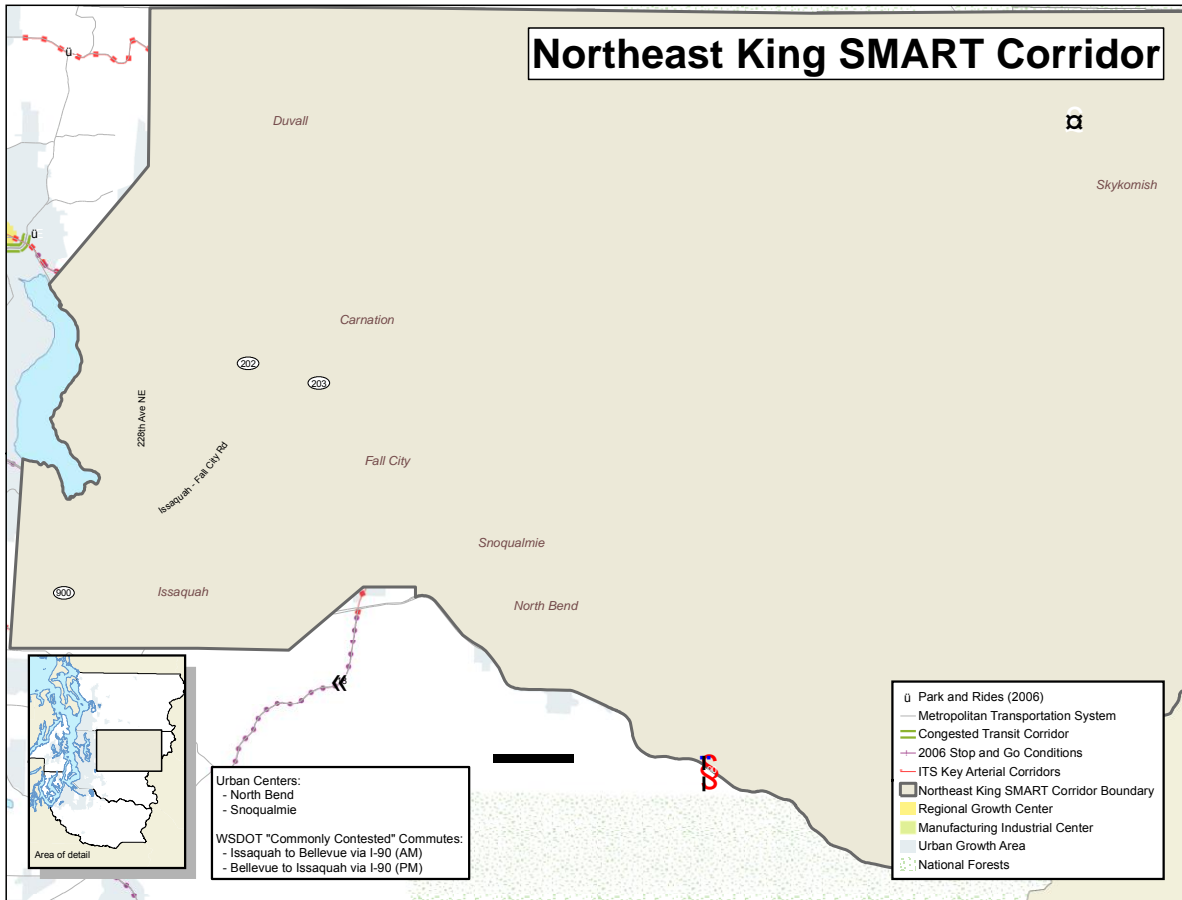 Northeast King SMART Corridor
ü
Duvall
Skykomish
ü
Carnation
202
203
228th Ave NE
Fall City
Issaquah - Fall City Rd
Snoqualmie
900
Issaquah
North Bend
Area of detail
Urban Centers:
- North Bend
- Snoqualmie
WSDOT "Commonly Contested" Commutes:
- Issaquah to Bellevue via I-90 (AM)
- Bellevue to Issaquah via I-90 (PM)
ü Park and Rides (2006)
Metropolitan Transportation System
Congested Transit Corridor
2006 Stop and Go Conditions
ITS Key Arterial Corridors
Northeast King SMART Corridor Boundary
Regional Growth Center
Manufacturing Industrial Center
Urban Growth Area
National Forests